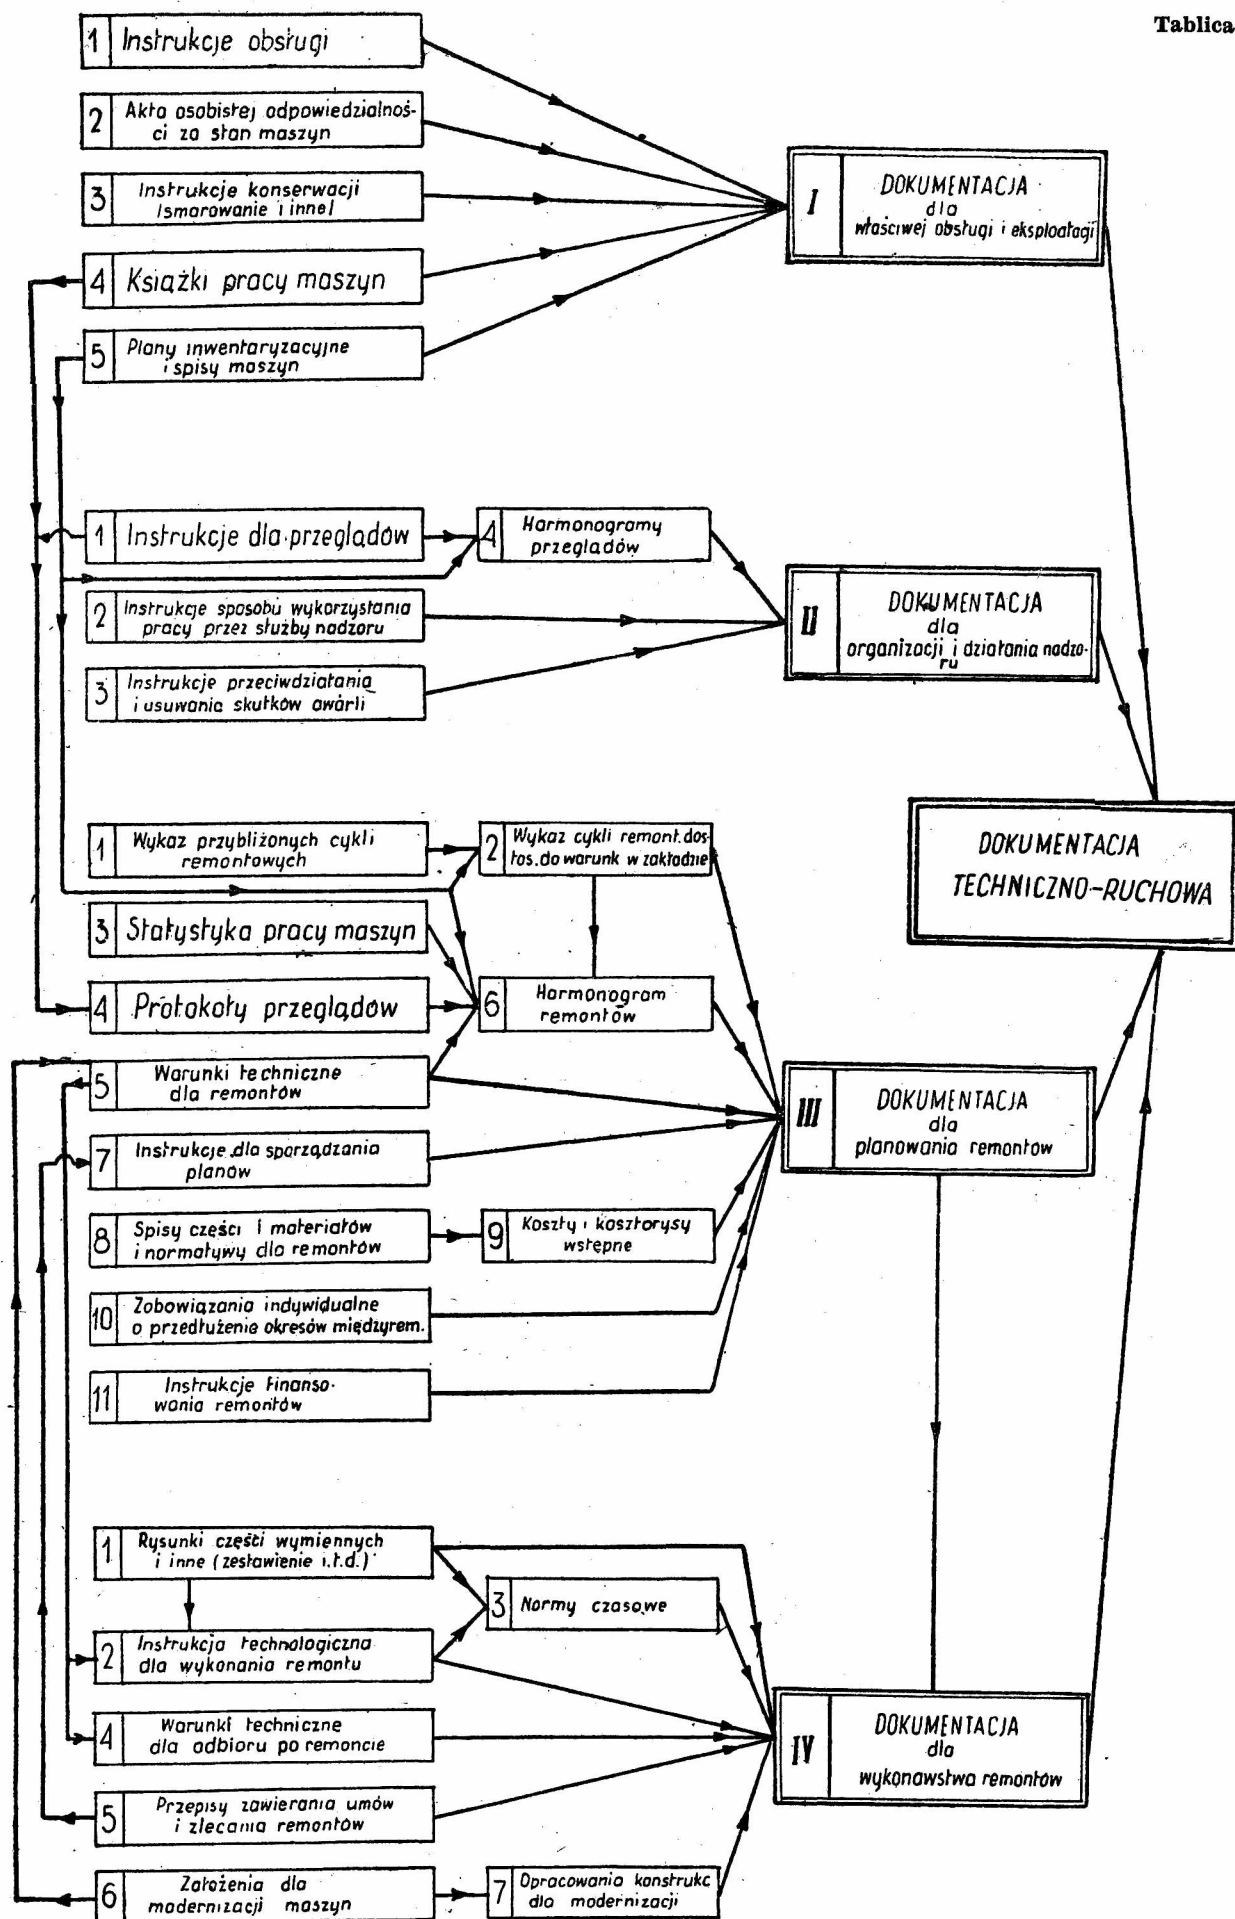 Tablica
1 Instrukcje obsługi
2 Akta osobistej odpowiedzialnoś-
ci za stan maszyn
3 Instrukcje konserwacji
/smarowanie i inne/
4 Książki pracy maszyn
5 Plany inwentaryzacyjne
i spisy maszyn
I DOKUMENTACJA
dla
właściwej obsługi i eksploatacji
1 Instrukcje dla przeglądów
4 Harmonogramy
przeglądów
2 Instrukcje sposobu wykorzystania
pracy przez służby nadzoru
3 Instrukcje przeciwdziałania
i usuwania skutków awarii
II DOKUMENTACJA
dla
organizacji i działania nadzo-
ru
DOKUMENTACJA
TECHNICZNO-RUCHOWA
1 Wykaz przybliżonych cykli
remontowych
2 Wykaz cykli remont. dos-
tos. do warunk w zakładzie
3 Statystyka pracy maszyn
4 Protokoły przeglądów
6 Harmonogram
remontów
5 Warunki techniczne
dla remontów
7 Instrukcje dla sporządzania
planów
8 Spisy części i materiałów
i normatywy dla remontów
9 Koszty i kosztorysy
wstępne
10 Zobowiązania indywidualne
o przedłużenie okresów międzyrem.
11 Instrukcje finanso-
wania remontów
III DOKUMENTACJA
dla
planowania remontów
1 Rysunki części wymiennych
i inne (zestawienie i.t.d.)
2 Instrukcja technologiczna
dla wykonania remontu
3 Normy czasowe
4 Warunki techniczne
dla odbioru po remoncie
5 Przepisy zawierania umów
i zlecania remontów
6 Założenia dla
modernizacji maszyn
7 Opracowania konstrukc
dla modernizacji
IV DOKUMENTACJA
dla
wykonawstwa remontów